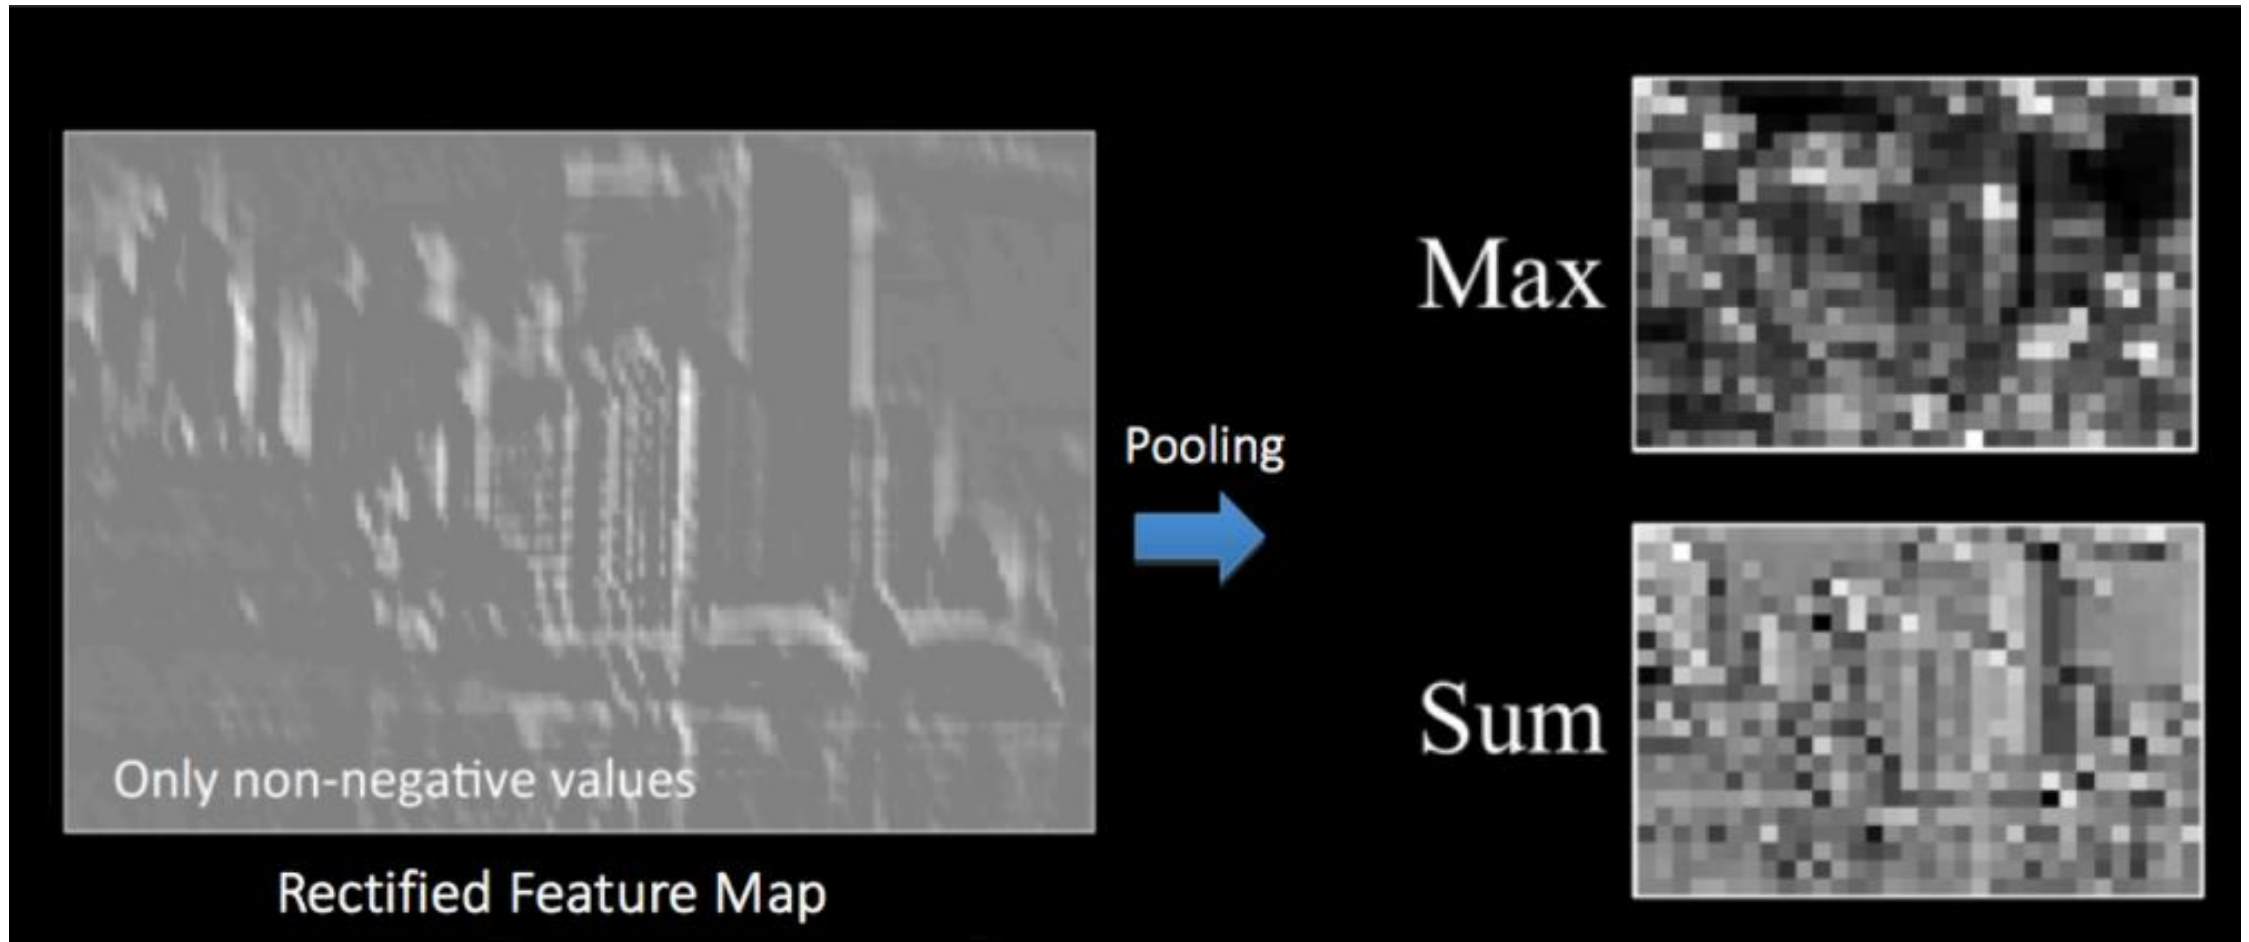 Only non-negative values
Rectified Feature Map
Pooling
Max
Sum